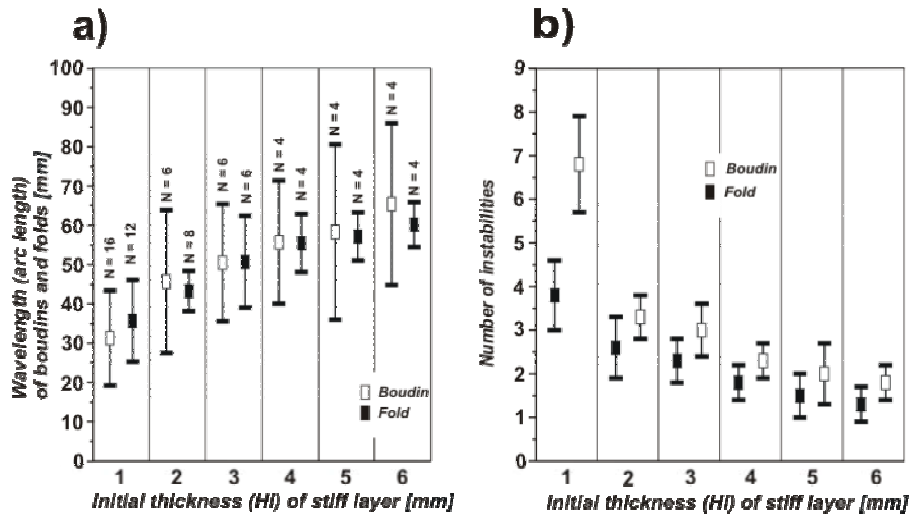 a)
Wavelength (arc length)
of boudins and folds [mm]
100
90
80
70
60
50
40
30
20
10
0
N = 16
N = 12
N = 6
N = 8
N = 6
N = 6
N = 4
N = 4
N = 4
N = 4
N = 4
N = 4
Boudin
Fold
1 2 3 4 5 6
Initial thickness (Hi) of stiff layer [mm]
b)
Number of instabilities
9
8
7
6
5
4
3
2
1
0
Boudin
Fold
1 2 3 4 5 6
Initial thickness (Hi) of stiff layer [mm]